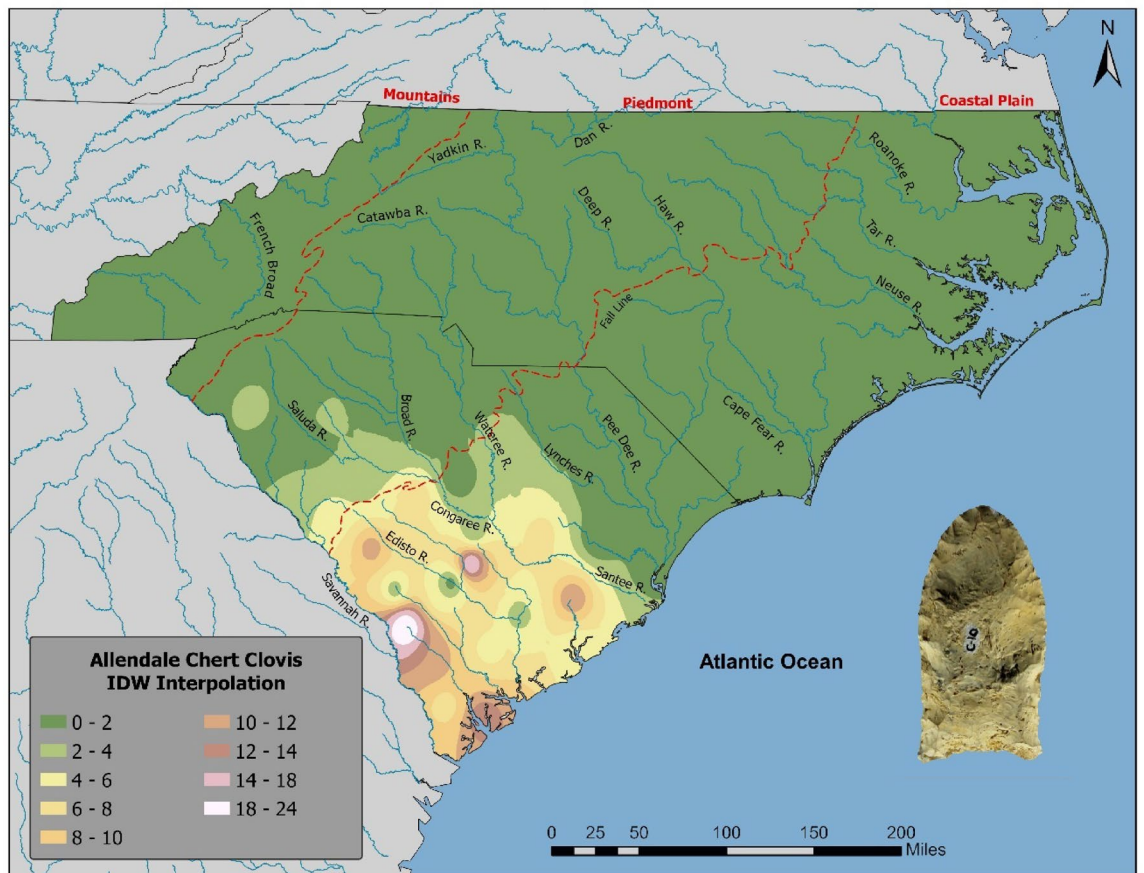 N
Mountains
Piedmont
Coastal Plain
Dan R.
Yadkin R.
Roanoke R.
Catawba R.
Deep R.
Haw R.
French Broad
Tar R.
Neuse R.
Fall Line
Saluda R.
Broad R.
Wateree R.
Lynches R.
Pee Dee R.
Cape Fear R.
Congaree R.
Edisto R.
Santee R.
Savannah R.
C-10
Atlantic Ocean
Allendale Chert Clovis
IDW Interpolation
0 - 2
2 - 4
4 - 6
6 - 8
8 - 10
10 - 12
12 - 14
14 - 18
18 - 24
0 25 50 100 150 200
Miles